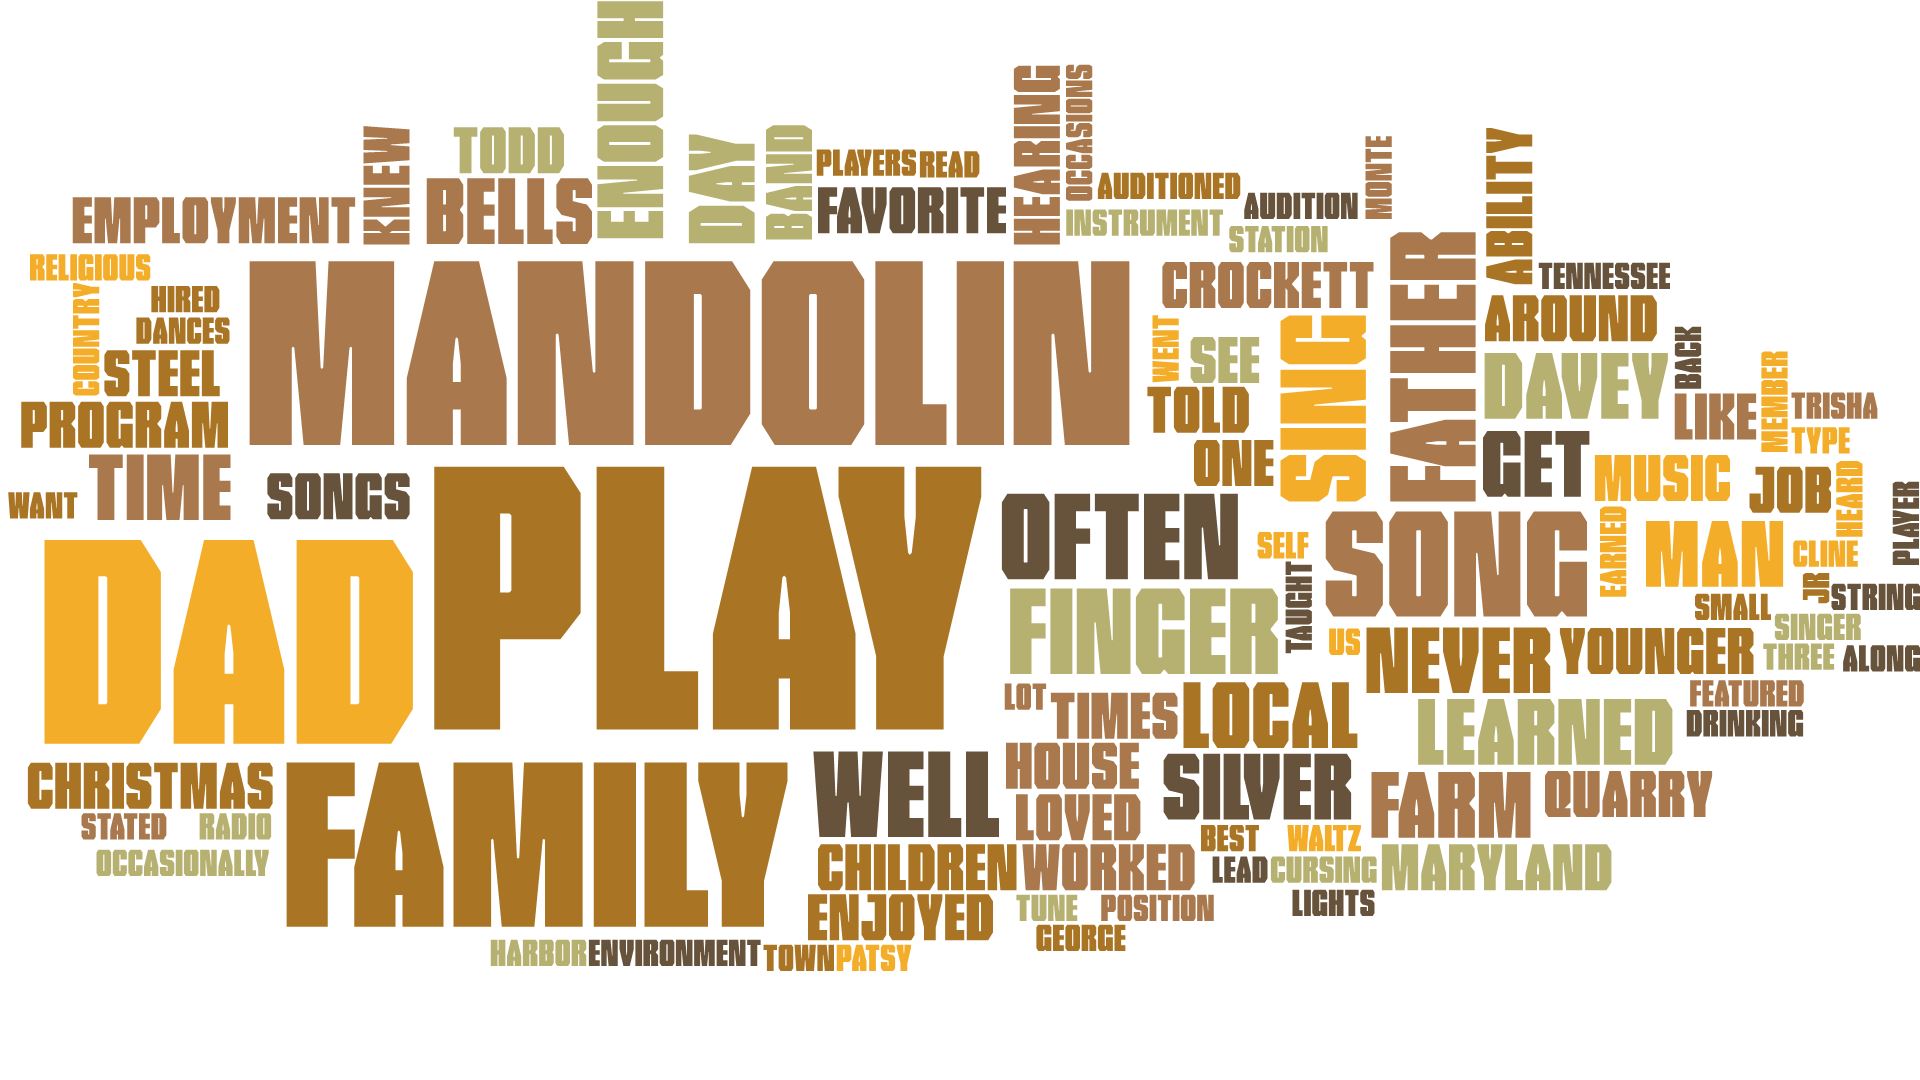 ENOUGH
TODD
KNEW
BELLS
EMPLOYMENT
DAY
BAND
PLAYERS
READ
FAVORITE
HEARING
OCCASIONS
AUDITIONED
INSTRUMENT
AUDITION
STATION
MONTE
ABILITY
RELIGIOUS
COUNTRY
HIRED
DANCES
STEEL
PROGRAM
TIME
WANT
SONGS
MANDOLIN
CROCKETT
WENT
SEE
TOLD
ONE
SING
FATHER
TENNESSEE
AROUND
DAVEY
BACK
GET
LIKE
MEMBER
TRISHA
TYPE
MUSIC
JOB
HEARD
PLAYER
DAD
PLAY
OFTEN
FINGER
SELF
TAUGHT
SONG
EARNED
MAN
CLINE
JR
STRING
SMALL
SINGER
THREE
ALONG
US
NEVER
YOUNGER
FEATURED
DRINKING
LOT
TIMES
LOCAL
LEARNED
CHRISTMAS
STATED
RADIO
OCCASIONALLY
FAMILY
WELL
HOUSE
LOVED
SILVER
FARM
QUARRY
BEST
WALTZ
CHILDREN
WORKED
LEAD
CURSING
MARYLAND
LIGHTS
ENJOYED
TUNE
POSITION
GEORGE
HARBOR
ENVIRONMENT
TOWN
PATSY